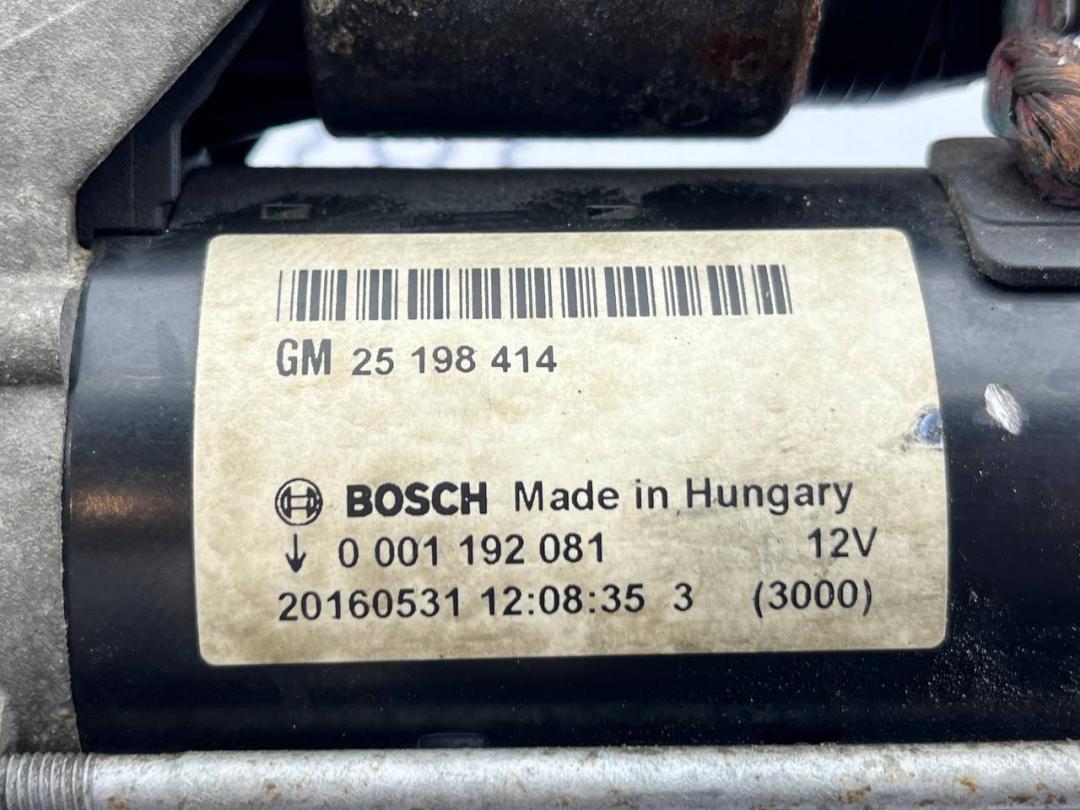 GM 25 198 414
BOSCH Made in Hungary
↓ 0 001 192 081 12V
20160531 12:08:35 3 (3000)